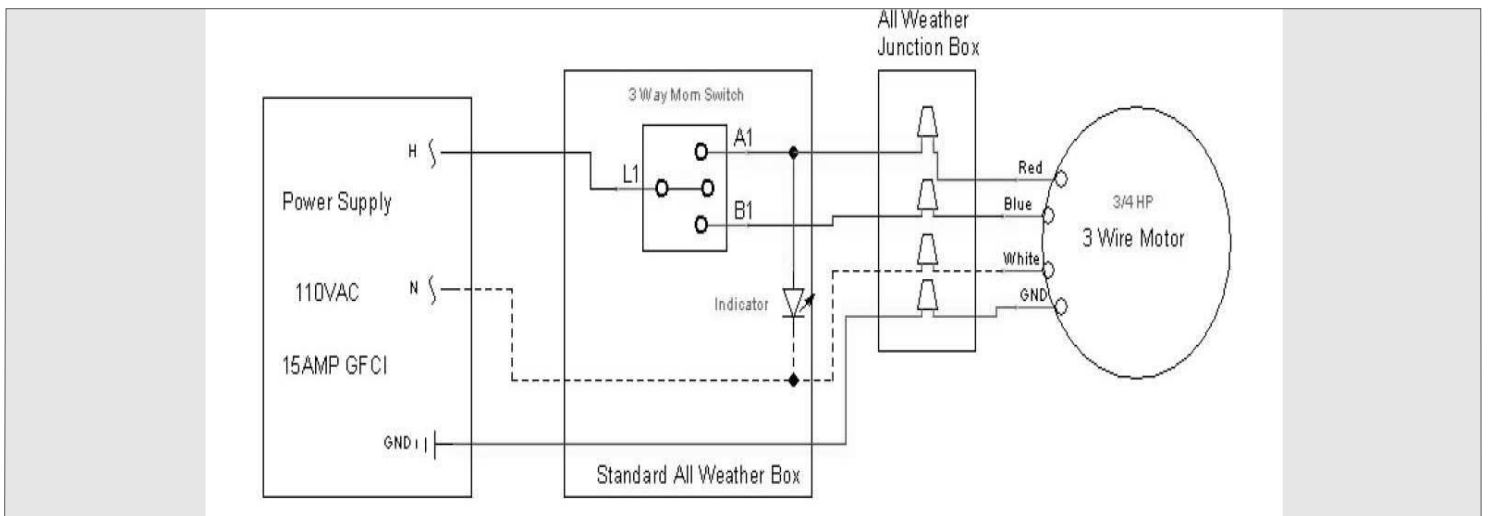 All Weather
Junction Box
3 Way Mom Switch
H
A1
L1
B1
Power Supply
110VAC
N
15AMP GFCI
GND
Indicator
Standard All Weather Box
Red
Blue
White
GND
3/4 HP
3 Wire Motor